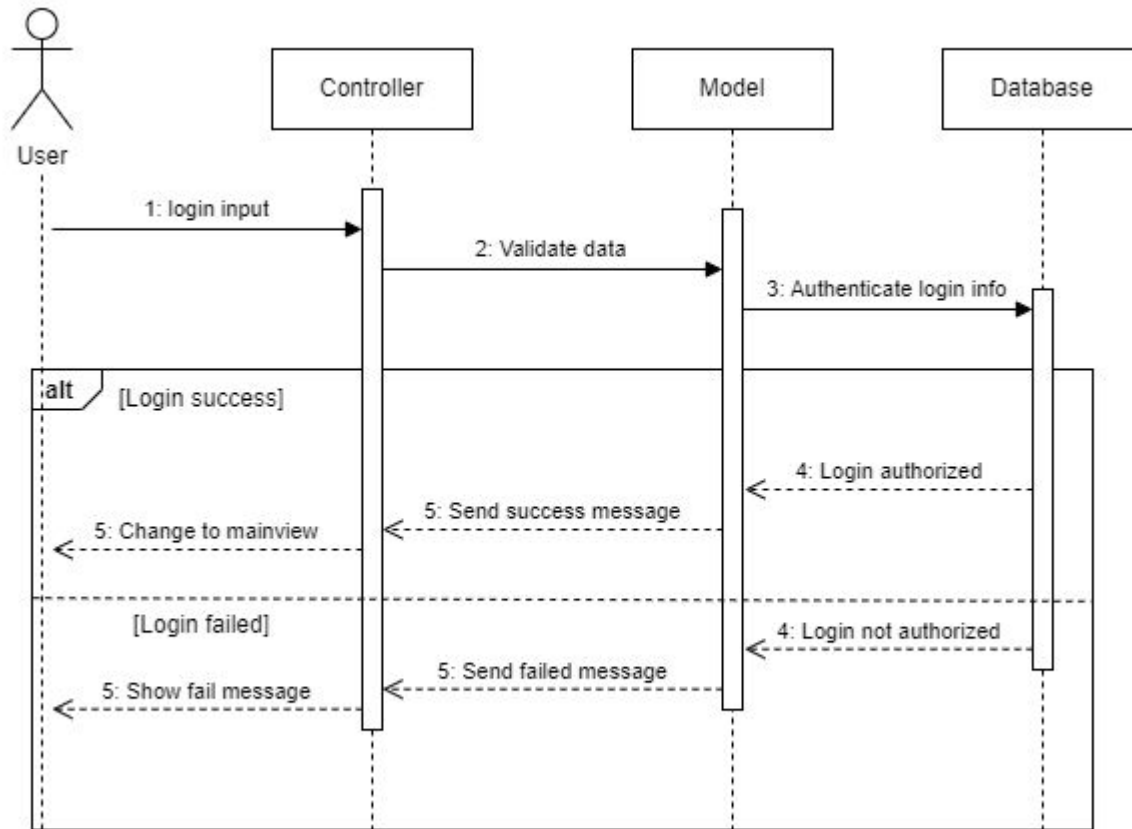 User
Controller
Model
Database
1: login input
2: Validate data
3: Authenticate login info
alt
[Login success]
4: Login authorized
5: Send success message
5: Change to mainview
[Login failed]
4: Login not authorized
5: Send failed message
5: Show fail message